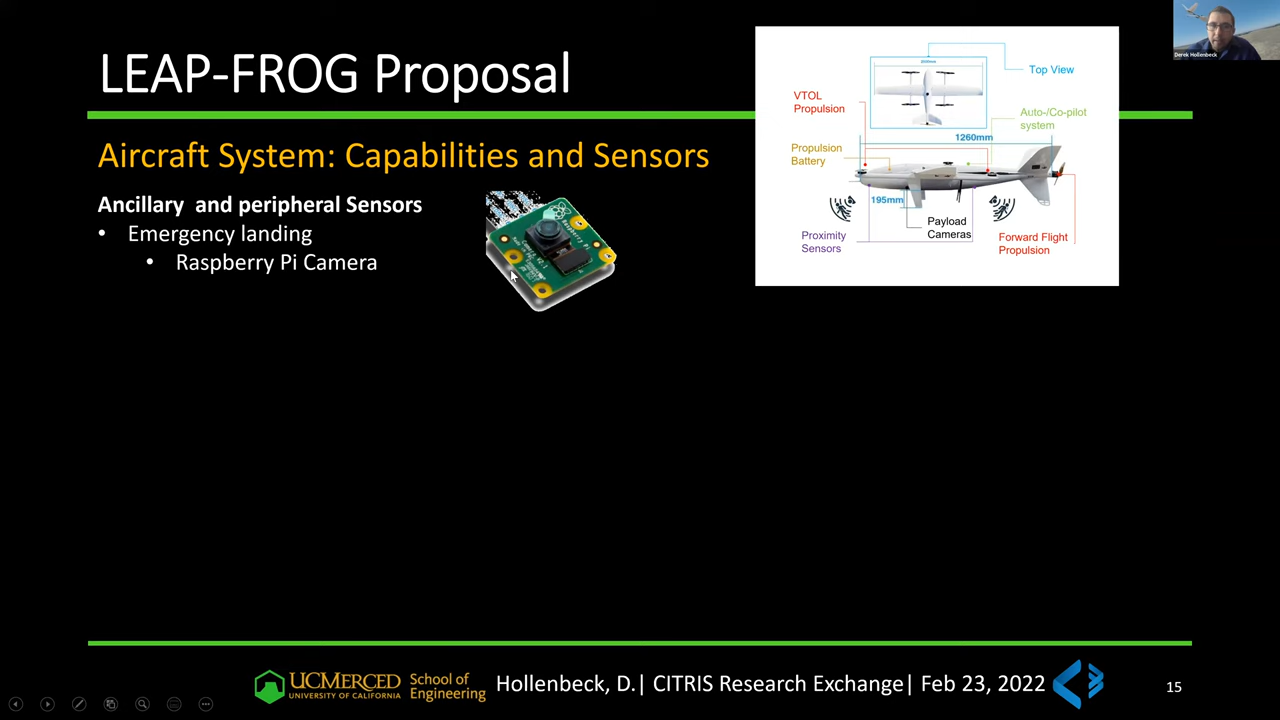 LEAP-FROG Proposal
Aircraft System: Capabilities and Sensors
Ancillary and peripheral Sensors
• Emergency landing
• Raspberry Pi Camera
Top View
VTOL
Propulsion
Auto-/Co-pilot
system
1260mm
Propulsion
Battery
195mm
Payload
Cameras
Proximity
Sensors
Forward Flight
Propulsion
Derek Hollenbeck
UCMERCED
UNIVERSITY OF CALIFORNIA
School of
Engineering
Hollenbeck, D.| CITRIS Research Exchange| Feb 23, 2022
15